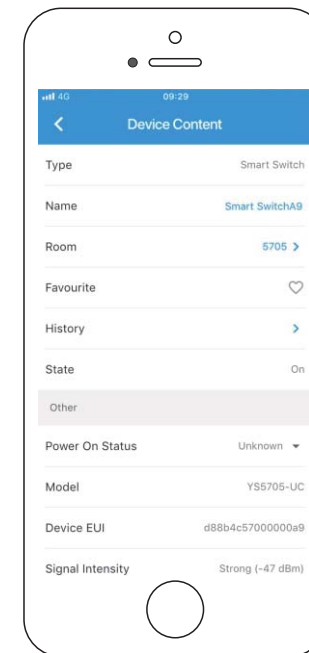 4G 09:29
Device Content
Type Smart Switch
Name Smart SwitchA9
Room 5705
Favourite
History
State On
Other
Power On Status Unknown
Model YS5705-UC
Device EUI d88b4c57000000a9
Signal Intensity Strong (-47 dBm)